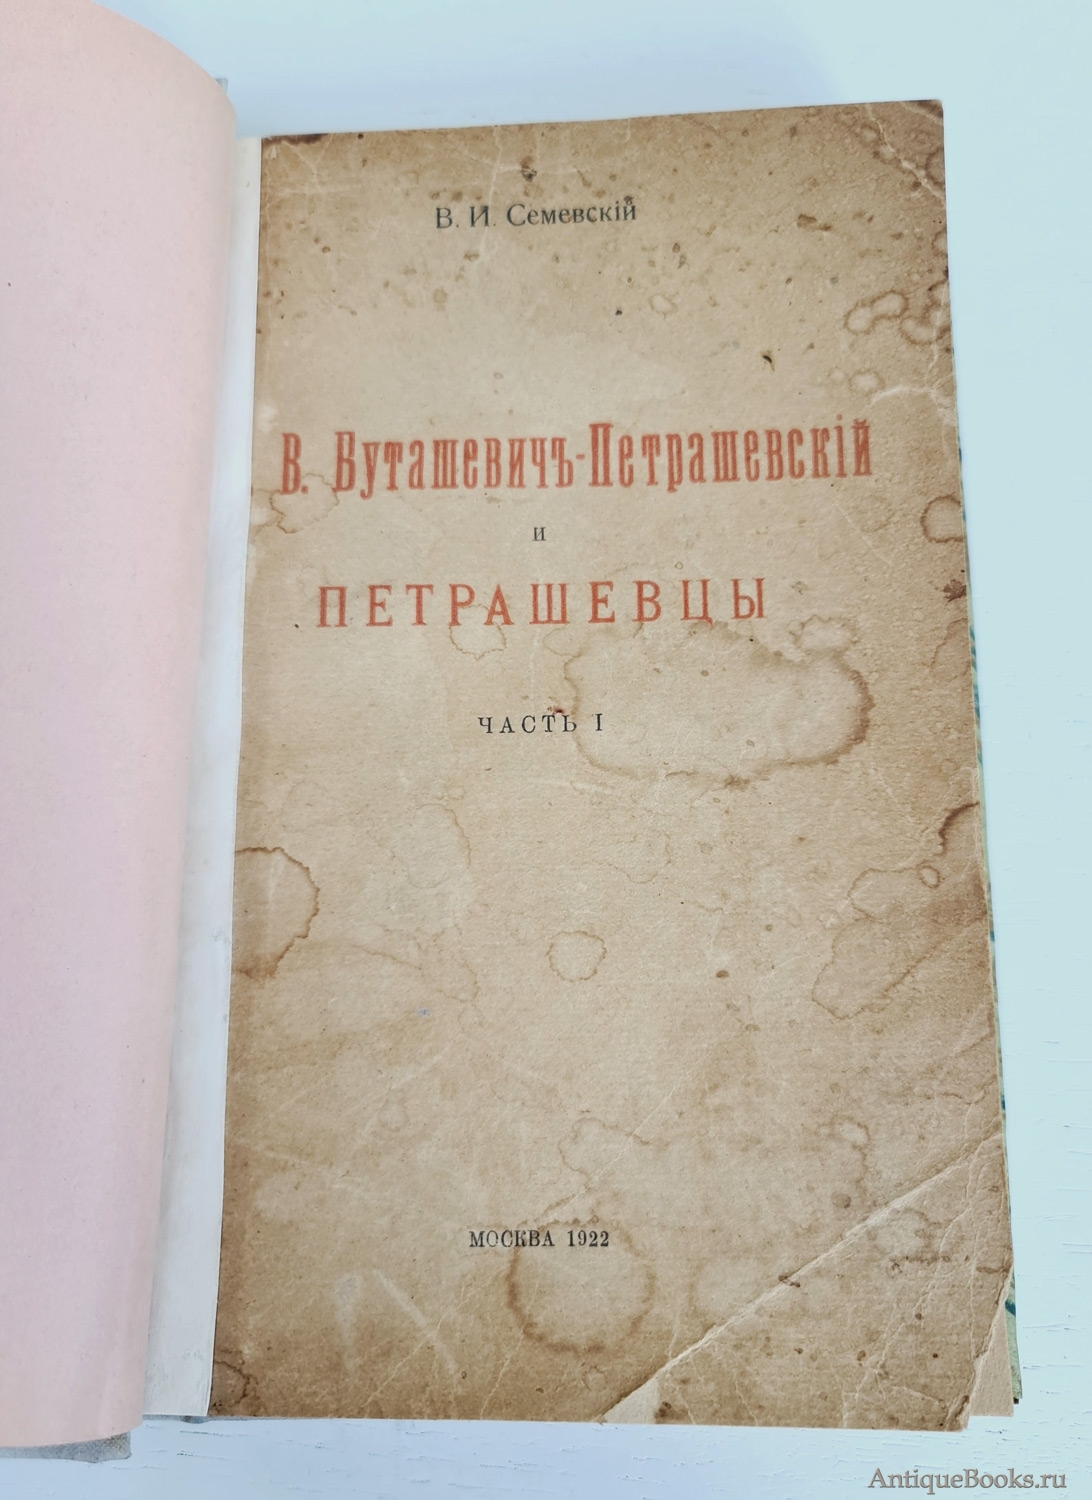 В. И. Семевскій
В. Буташевичъ-Петрашевскій
и
ПЕТРАШЕВЦЫ
ЧАСТЬ I
МОСКВА 1922
AntiqueBooks.ru